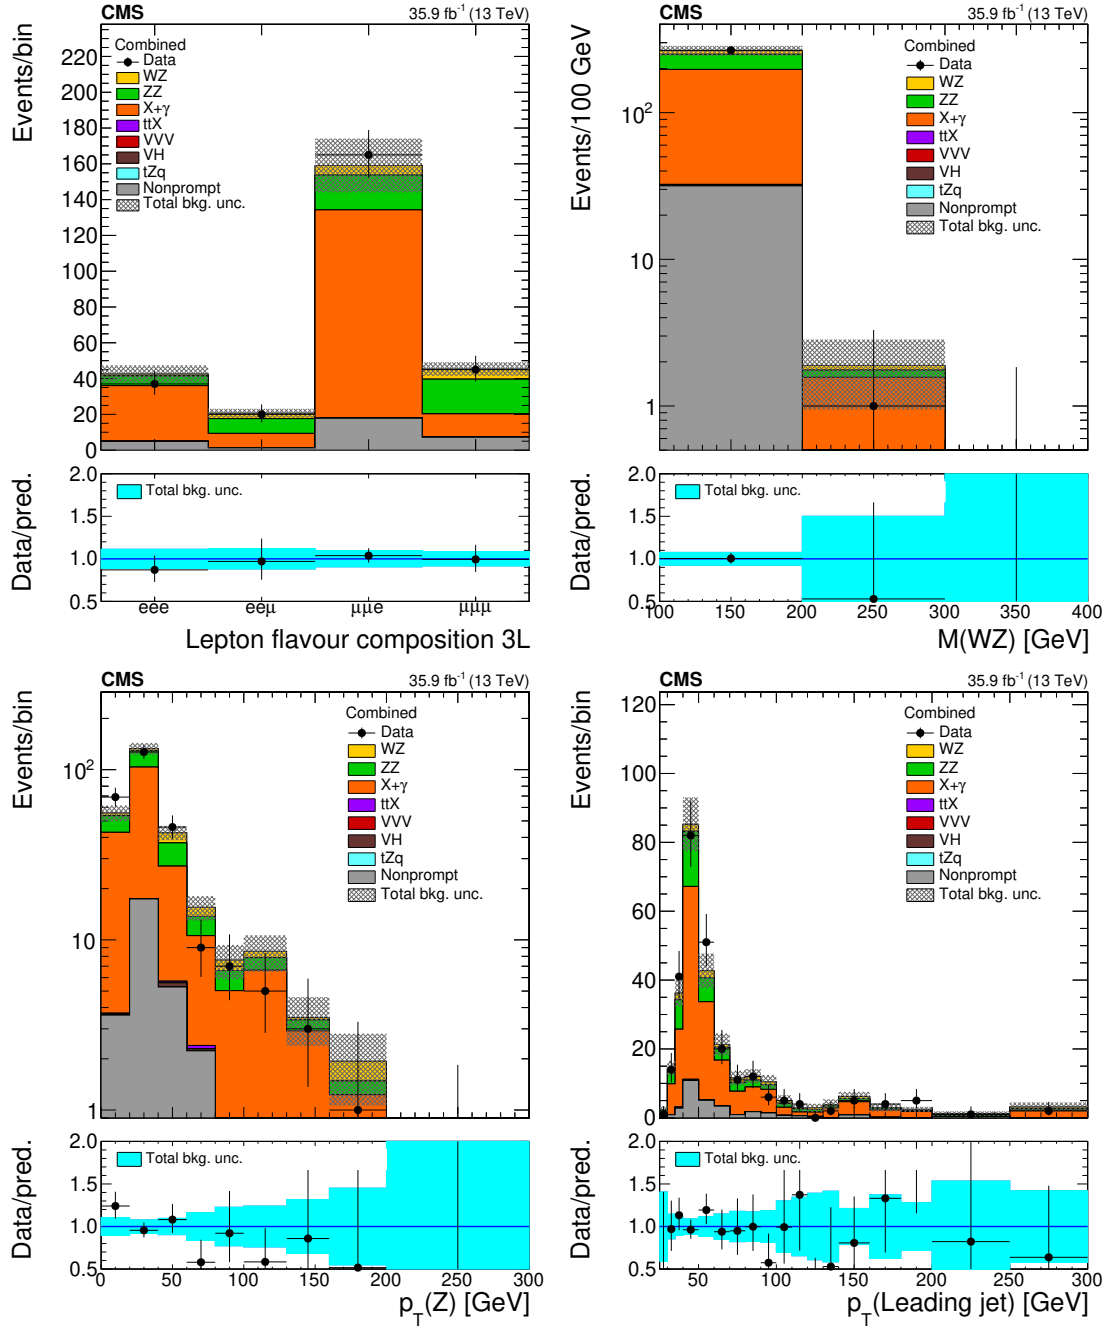 CMS 35.9 fb⁻¹ (13 TeV)
Events/bin
Combined
Data
WZ
ZZ
X+γ
ttX
VVV
VH
tZq
Nonprompt
Total bkg. unc.
220
200
180
160
140
120
100
80
60
40
20
0
Data/pred.
Total bkg. unc.
2.0
1.5
1.0
0.5
eee eeμ μμe μμμ
Lepton flavour composition 3L
CMS 35.9 fb⁻¹ (13 TeV)
Events/100 GeV
Combined
Data
WZ
ZZ
X+γ
ttX
VVV
VH
tZq
Nonprompt
Total bkg. unc.
10²
10
1
Data/pred.
Total bkg. unc.
2.0
1.5
1.0
0.5
100 150 200 250 300 350 400
M(WZ) [GeV]
CMS 35.9 fb⁻¹ (13 TeV)
Events/bin
Combined
Data
WZ
ZZ
X+γ
ttX
VVV
VH
tZq
Nonprompt
Total bkg. unc.
10²
10
1
Data/pred.
Total bkg. unc.
2.0
1.5
1.0
0.5
0 50 100 150 200 250 300
p_T(Z) [GeV]
CMS 35.9 fb⁻¹ (13 TeV)
Events/bin
Combined
Data
WZ
ZZ
X+γ
ttX
VVV
VH
tZq
Nonprompt
Total bkg. unc.
120
100
80
60
40
20
0
Data/pred.
Total bkg. unc.
2.0
1.5
1.0
0.5
50 100 150 200 250 300
p_T(Leading jet) [GeV]